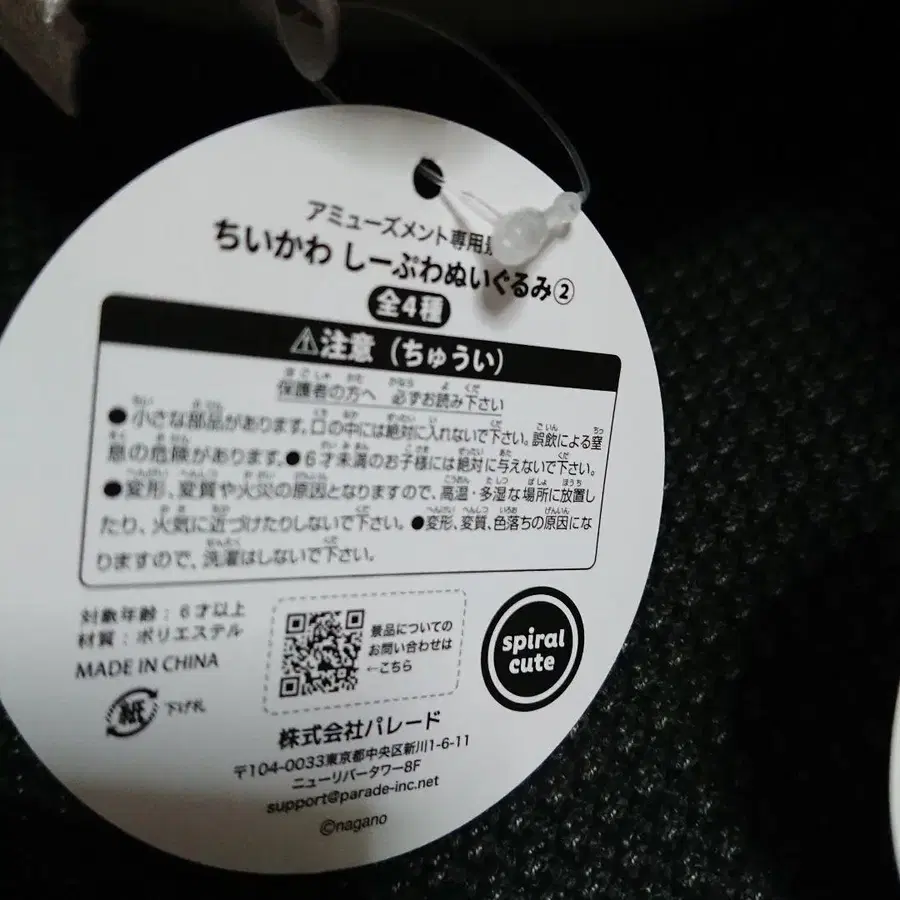 アミューズメント専用景
ちいかわ しーぷわぬいぐるみ②
全4種
⚠注意（ちゅうい）
保護者の方へ 必ずお読み下さい
●小さな部品があります。口の中には絶対に入れないで下さい。誤飲による窒
息の危険があります。●6才未満のお子様には絶対に与えないで下さい。
●変形、変質や火災の原因となりますので、高温・多湿な場所に放置し
たり、火気に近づけたりしないで下さい。●変形、変質、色落ちの原因にな
りますので、洗濯はしないで下さい。
対象年齢：6才以上
材質：ポリエステル
MADE IN CHINA
紙 下げ札
景品についての
お問い合わせは
←こちら
spiral
cute
株式会社パレード
〒104-0033東京都中央区新川1-6-11
ニューリバータワー8F
support@parade-inc.net
©nagano